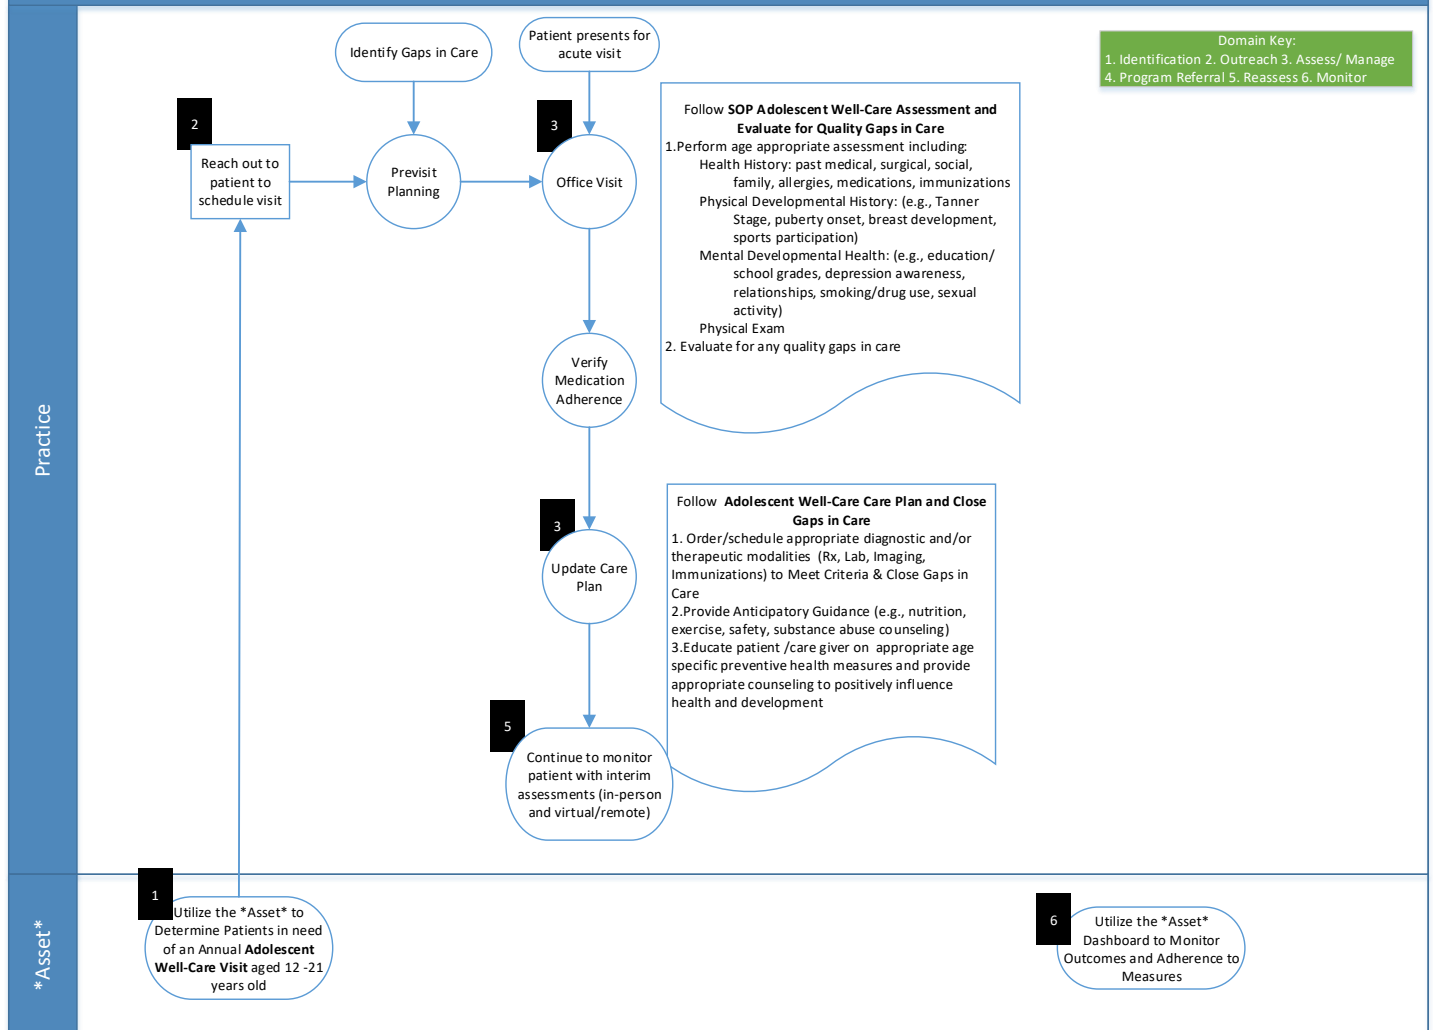 Practice
*Asset*
Domain Key:
1. Identification 2. Outreach 3. Assess/ Manage
4. Program Referral 5. Reassess 6. Monitor
Identify Gaps in Care
Patient presents for
acute visit
2
Reach out to
patient to
schedule visit
Previsit
Planning
3
Office Visit
Follow SOP Adolescent Well-Care Assessment and
Evaluate for Quality Gaps in Care
1.Perform age appropriate assessment including:
Health History: past medical, surgical, social,
family, allergies, medications, immunizations
Physical Developmental History: (e.g., Tanner
Stage, puberty onset, breast development,
sports participation)
Mental Developmental Health: (e.g., education/
school grades, depression awareness,
relationships, smoking/drug use, sexual
activity)
Physical Exam
2. Evaluate for any quality gaps in care
Verify
Medication
Adherence
3
Update Care
Plan
Follow Adolescent Well-Care Care Plan and Close
Gaps in Care
1. Order/schedule appropriate diagnostic and/or
therapeutic modalities (Rx, Lab, Imaging,
Immunizations) to Meet Criteria & Close Gaps in
Care
2.Provide Anticipatory Guidance (e.g., nutrition,
exercise, safety, substance abuse counseling)
3.Educate patient /care giver on appropriate age
specific preventive health measures and provide
appropriate counseling to positively influence
health and development
5
Continue to monitor
patient with interim
assessments (in-person
and virtual/remote)
1
Utilize the *Asset* to
Determine Patients in need
of an Annual Adolescent
Well-Care Visit aged 12 -21
years old
6
Utilize the *Asset*
Dashboard to Monitor
Outcomes and Adherence to
Measures